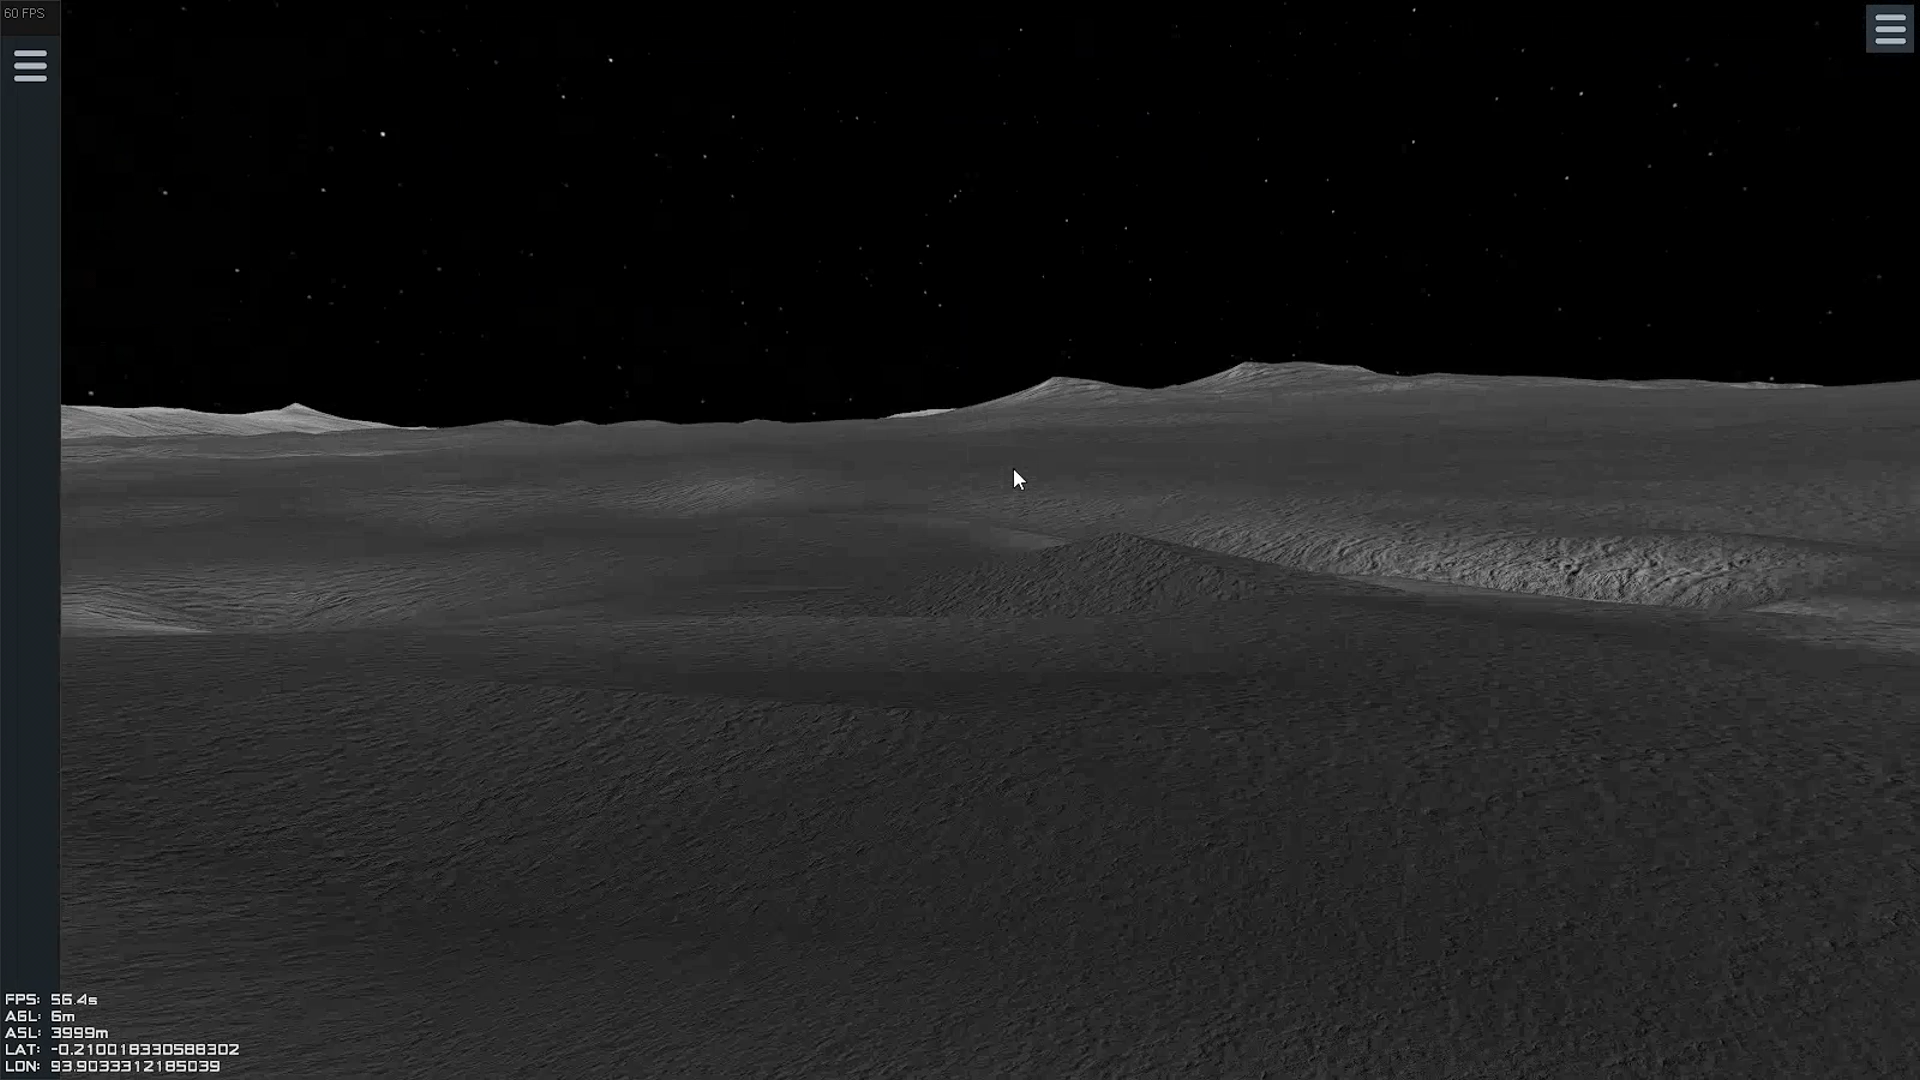 60 FPS
FPS: 56.4s
AGL: 6m
ASL: 3999m
LAT: -0.210018330588302
LON: 93.9033312185039